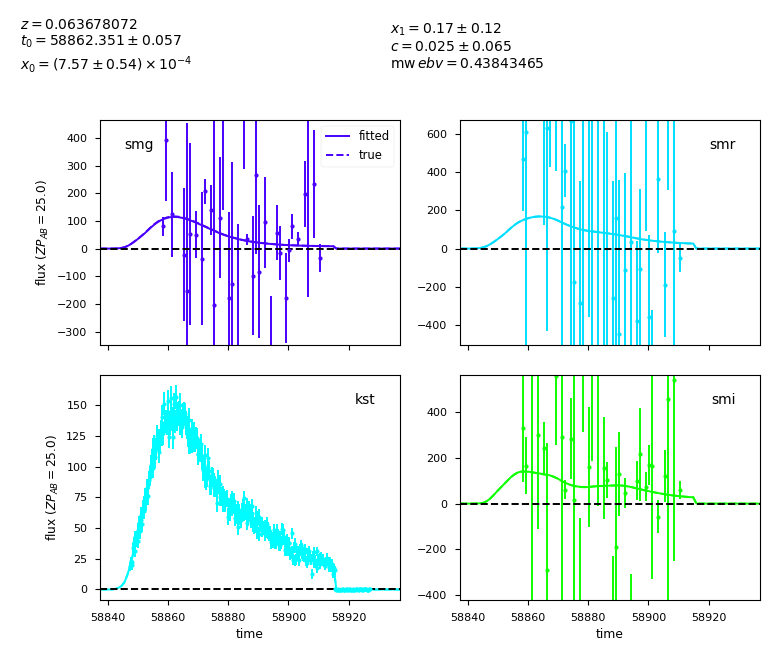 z = 0.063678072
t₀ = 58862.351 ± 0.057
x₀ = (7.57 ± 0.54) × 10⁻⁴
x₁ = 0.17 ± 0.12
c = 0.025 ± 0.065
mw ebv = 0.43843465
400
300
200
100
0
−100
−200
−300
flux (ZP_AB = 25.0)
smg
fitted
true
600
400
200
0
−200
−400
smr
150
125
100
75
50
25
0
flux (ZP_AB = 25.0)
kst
58840 58860 58880 58900 58920
time
400
200
0
−200
−400
smi
58840 58860 58880 58900 58920
time